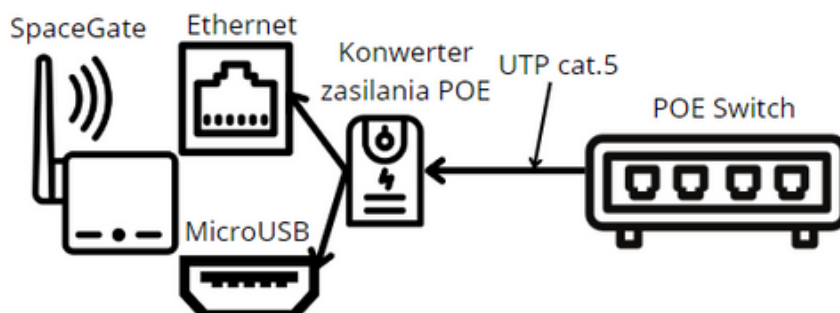 SpaceGate
Ethernet
Konwerter
zasilania POE
UTP cat.5
POE Switch
MicroUSB